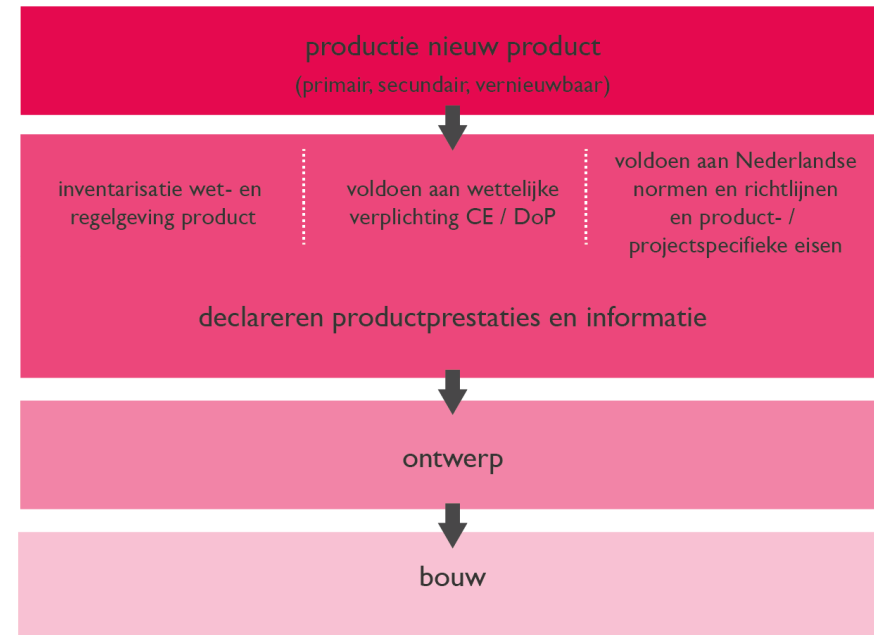 productie nieuw product
(primair, secundair, vernieuwbaar)
inventarisatie wet- en
regelgeving product
voldoen aan wettelijke
verplichting CE / DoP
voldoen aan Nederlandse
normen en richtlijnen
en product- /
projectspecifieke eisen
declareren productprestaties en informatie
ontwerp
bouw